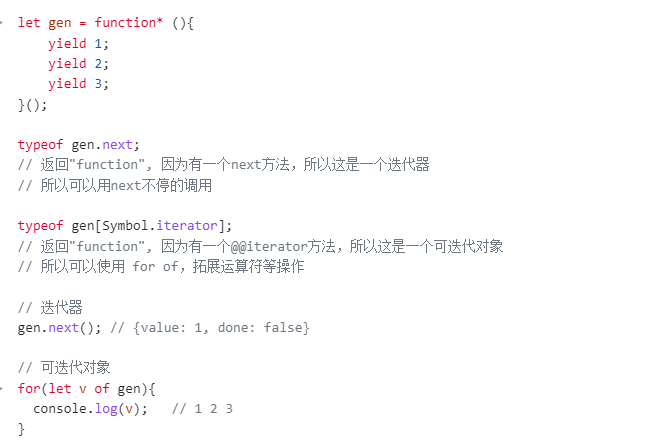 let gen = function* (){
    yield 1;
    yield 2;
    yield 3;
}();
typeof gen.next;
// 返回"function", 因为有一个next方法，所以这是一个迭代器
// 所以可以用next不停的调用
typeof gen[Symbol.iterator];
// 返回"function", 因为有一个@@iterator方法，所以这是一个可迭代对象
// 所以可以使用 for of，拓展运算符等操作
// 迭代器
gen.next(); // {value: 1, done: false}
// 可迭代对象
for(let v of gen){
  console.log(v);   // 1 2 3
}